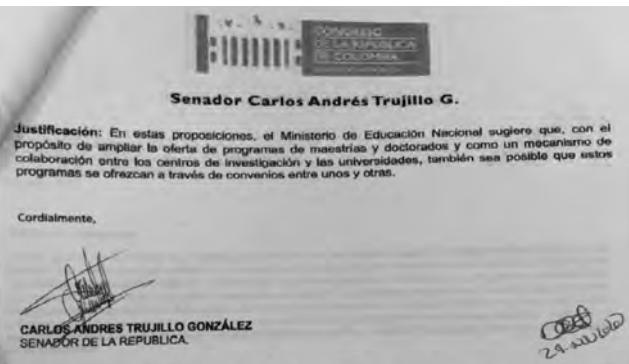 CONGRESO
DE LA REPÚBLICA
DE COLOMBIA
Senador Carlos Andrés Trujillo G.
Justificación: En estas proposiciones, el Ministerio de Educación Nacional sugiere que, con el
propósito de ampliar la oferta de programas de maestrías y doctorados y como un mecanismo de
colaboración entre los centros de investigación y las universidades, también sea posible que estos
programas se ofrezcan a través de convenios entre unos y otras.
Cordialmente,
CARLOS ANDRES TRUJILLO GONZÁLEZ
SENADOR DE LA REPUBLICA.